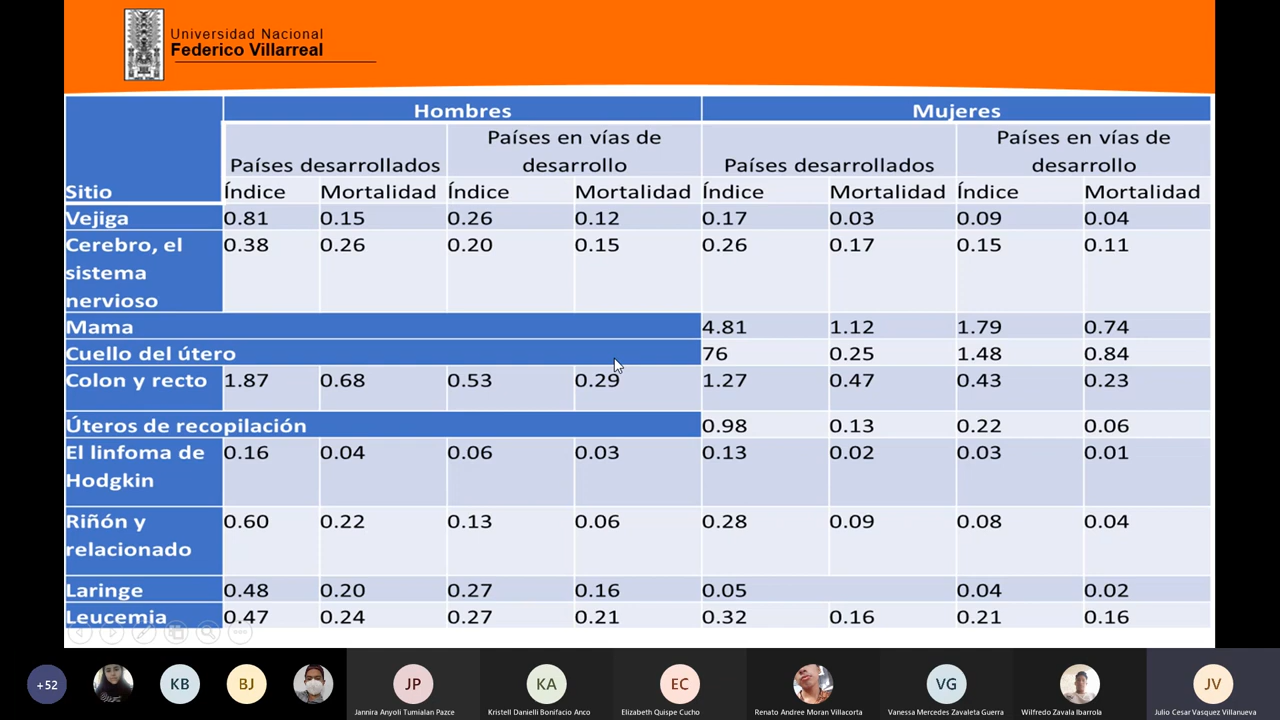 Universidad Nacional
Federico Villarreal
Hombres Mujeres
Países desarrollados Países en vías de desarrollo Países desarrollados Países en vías de desarrollo
Sitio Índice Mortalidad Índice Mortalidad Índice Mortalidad Índice Mortalidad
Vejiga 0.81 0.15 0.26 0.12 0.17 0.03 0.09 0.04
Cerebro, el sistema nervioso 0.38 0.26 0.20 0.15 0.26 0.17 0.15 0.11
Mama 4.81 1.12 1.79 0.74
Cuello del útero 76 0.25 1.48 0.84
Colon y recto 1.87 0.68 0.53 0.29 1.27 0.47 0.43 0.23
Úteros de recopilación 0.98 0.13 0.22 0.06
El linfoma de Hodgkin 0.16 0.04 0.06 0.03 0.13 0.02 0.03 0.01
Riñón y relacionado 0.60 0.22 0.13 0.06 0.28 0.09 0.08 0.04
Laringe 0.48 0.20 0.27 0.16 0.05 0.04 0.02
Leucemia 0.47 0.24 0.27 0.21 0.32 0.16 0.21 0.16
+52 KB BJ JP KA EC VG JV
Jannira Anyoli Tumialan Pazce Kristell Danielli Bonifacio Anco Elizabeth Quispe Cucho Renato Andree Moran Villacorta Vanessa Mercedes Zavaleta Guerra Wilfredo Zavala Ibarrola Julio Cesar Vasquez Villanueva